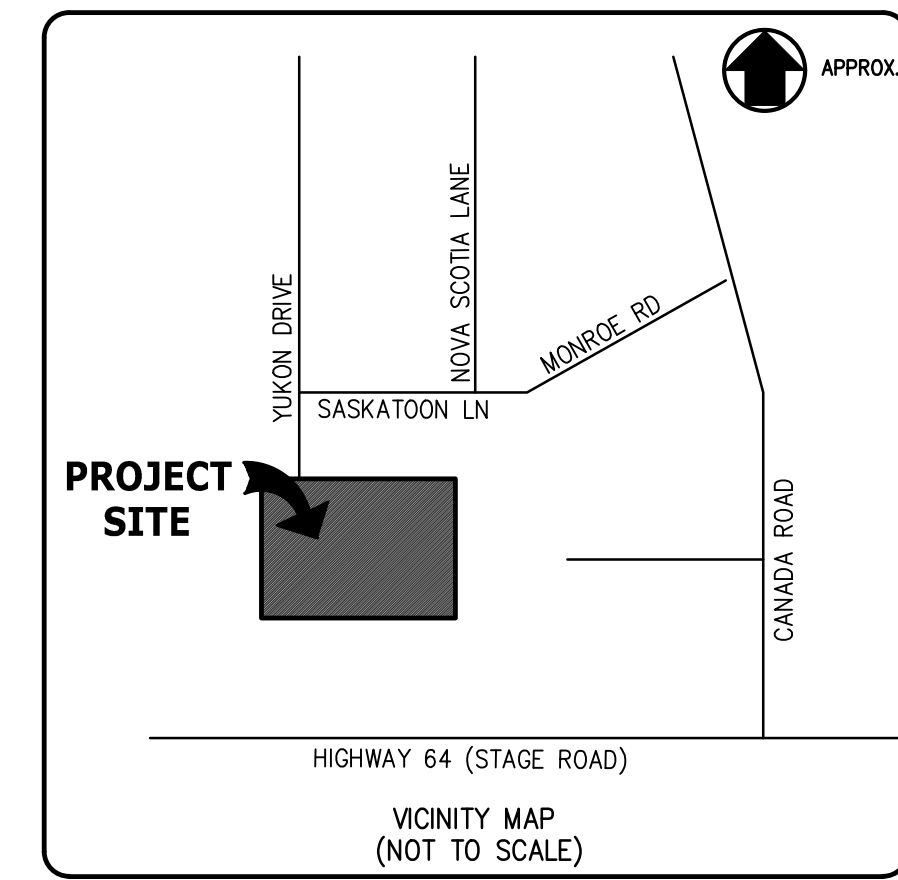 APPROX.
YUKON DRIVE
NOVA SCOTIA LANE
MONROE RD
SASKATOON LN
PROJECT
SITE
CANADA ROAD
HIGHWAY 64 (STAGE ROAD)
VICINITY MAP
(NOT TO SCALE)